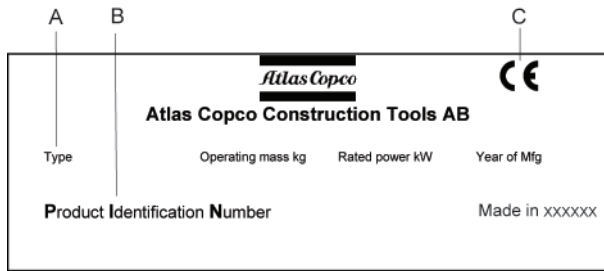 A B C
Atlas Copco
CE
Atlas Copco Construction Tools AB
Type Operating mass kg Rated power kW Year of Mfg
Product Identification Number Made in xxxxxx